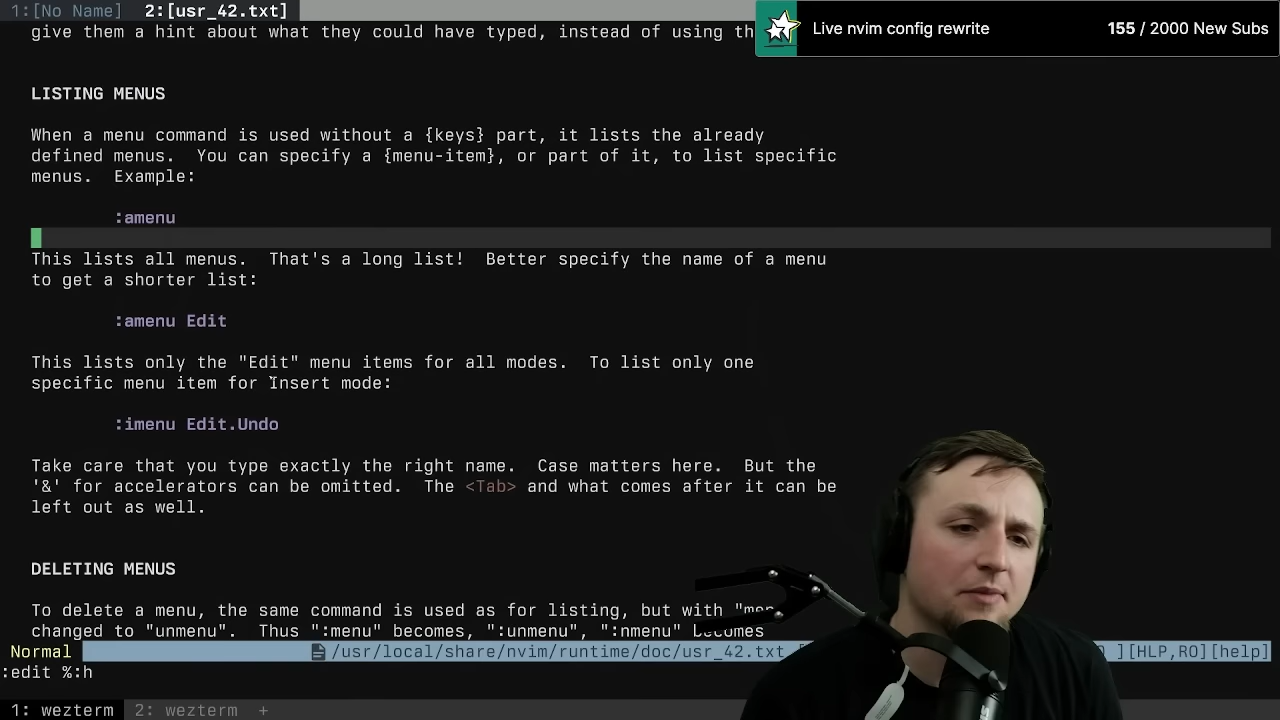 1:[No Name] 2:[usr_42.txt]
Live nvim config rewrite 155 / 2000 New Subs
give them a hint about what they could have typed, instead of using th
LISTING MENUS
When a menu command is used without a {keys} part, it lists the already
defined menus.  You can specify a {menu-item}, or part of it, to list specific
menus.  Example:
:amenu
This lists all menus.  That's a long list!  Better specify the name of a menu
to get a shorter list:
:amenu Edit
This lists only the "Edit" menu items for all modes.  To list only one
specific menu item for Insert mode:
:imenu Edit.Undo
Take care that you type exactly the right name.  Case matters here.  But the
'&' for accelerators can be omitted.  The <Tab> and what comes after it can be
left out as well.
DELETING MENUS
To delete a menu, the same command is used as for listing, but with "men
changed to "unmenu".  Thus ":menu" becomes, ":unmenu", ":nmenu" becomes
Normal /usr/local/share/nvim/runtime/doc/usr_42.txt ][HLP,RO][help]
:edit %:h
1: wezterm 2: wezterm +